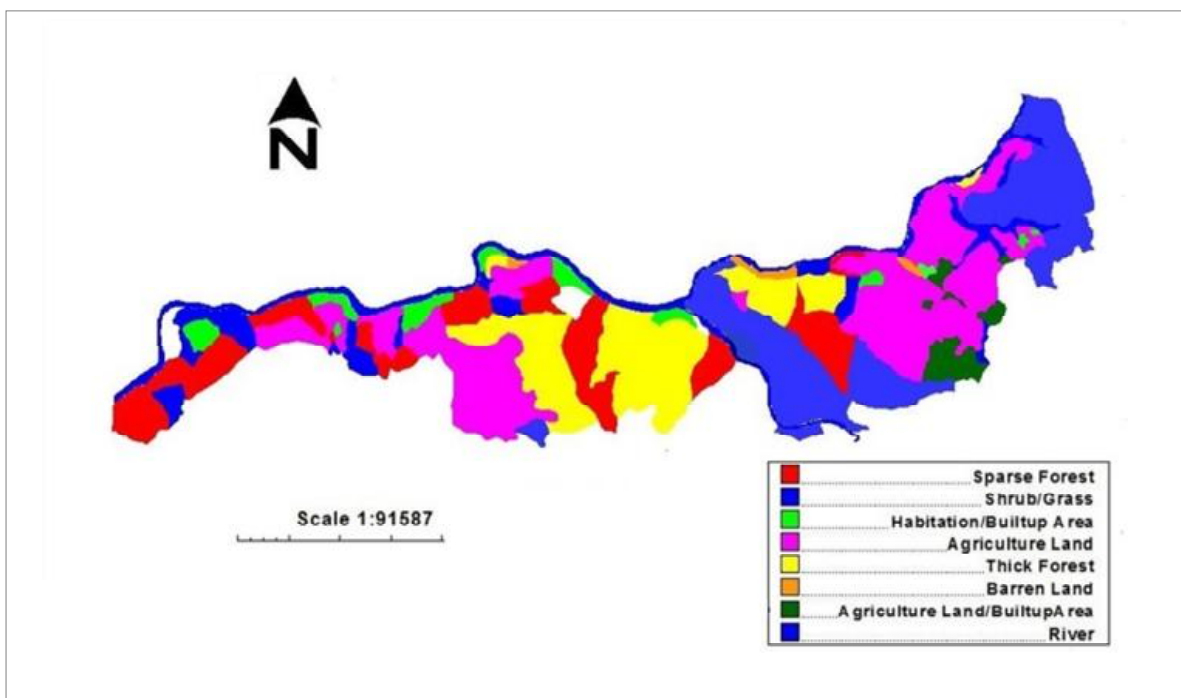 N
Scale 1:91587
Sparse Forest
Shrub/Grass
Habitation/Builtup Area
Agriculture Land
Thick Forest
Barren Land
Agriculture Land/BuiltupArea
River